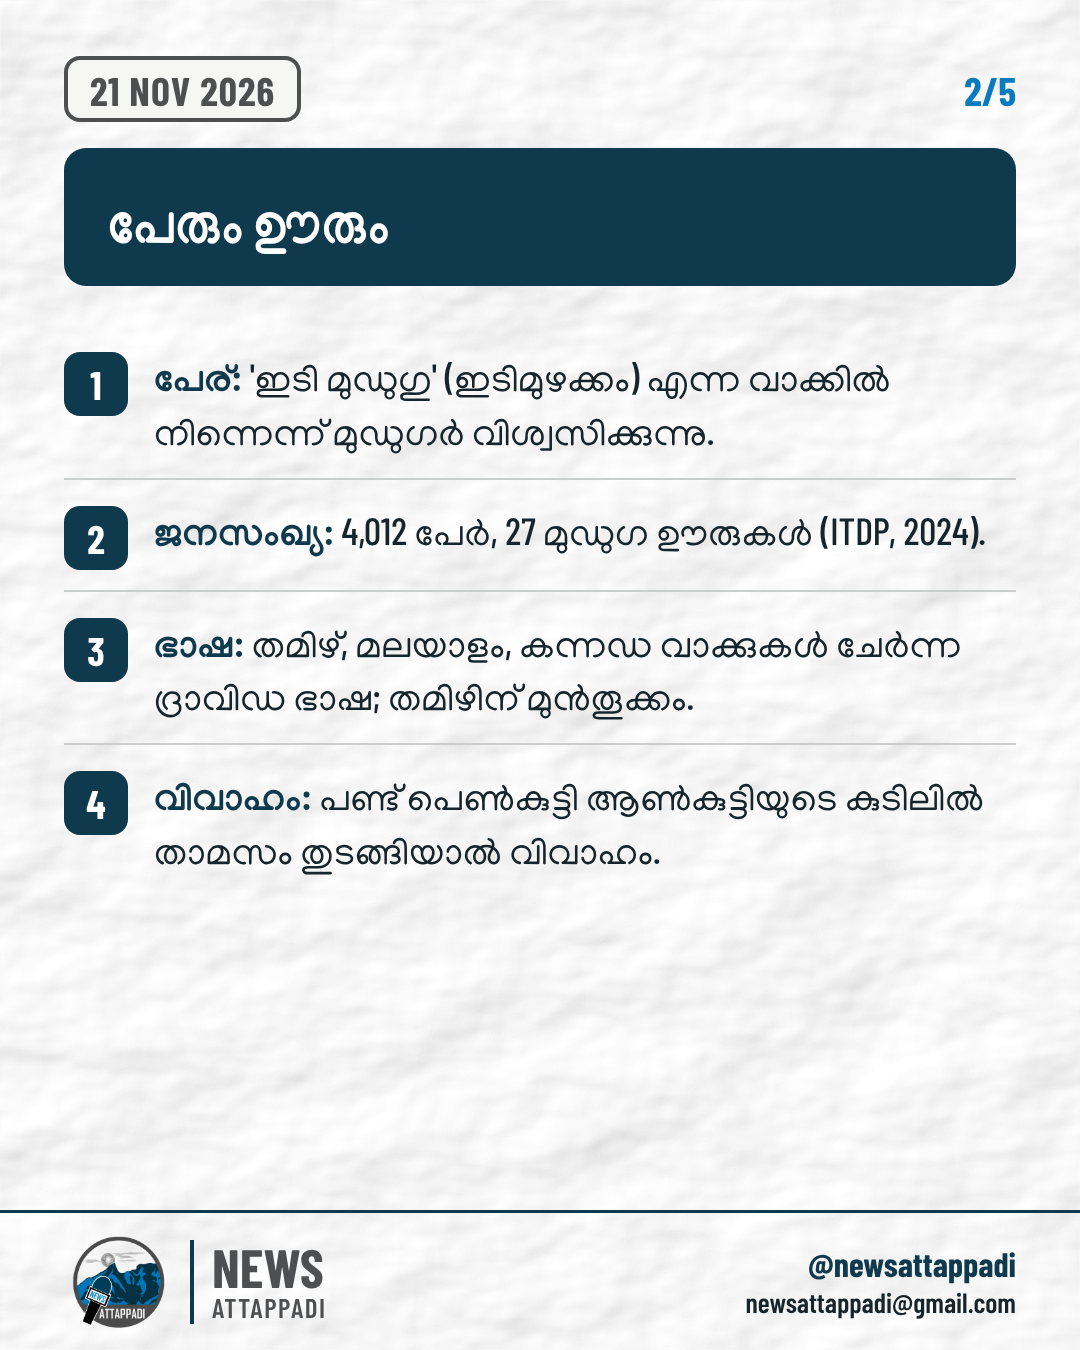 21 NOV 2026
2/5
പേരും ഊരും
1
പേര്: 'ഇടി മുഡുഗു' (ഇടിമുഴക്കം) എന്ന വാക്കിൽ
നിന്നെന്ന് മുഡുഗർ വിശ്വസിക്കുന്നു.
2
ജനസംഖ്യ: 4,012 പേർ, 27 മുഡുഗ ഊരുകൾ (ITDP, 2024).
3
ഭാഷ: തമിഴ്, മലയാളം, കന്നഡ വാക്കുകൾ ചേർന്ന
ദ്രാവിഡ ഭാഷ; തമിഴിന് മുൻതൂക്കം.
4
വിവാഹം: പണ്ട് പെൺകുട്ടി ആൺകുട്ടിയുടെ കുടിലിൽ
താമസം തുടങ്ങിയാൽ വിവാഹം.
NEWS
ATTAPPADI
NEWS
ATTAPPADI
@newsattappadi
newsattappadi@gmail.com